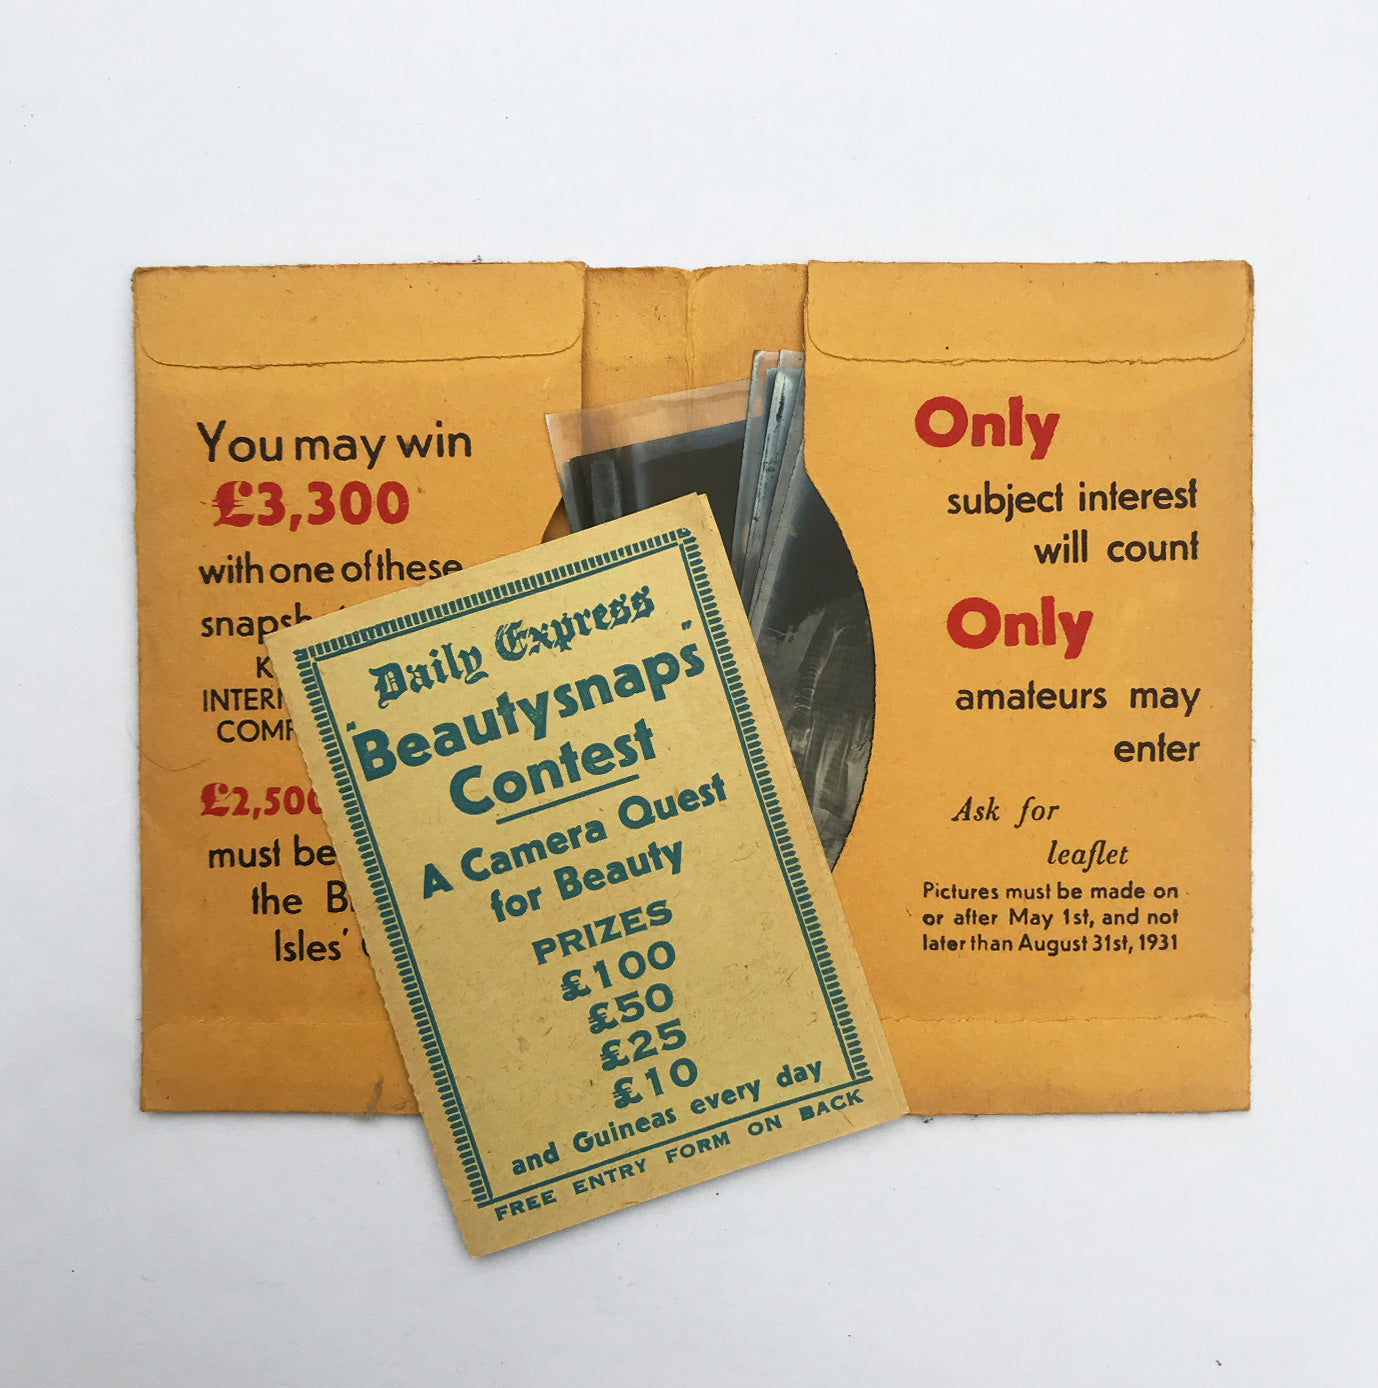 You may win
£3,300
with one of these
INTER
COM
£2,500
must be
the
Isles'
Daily Express
"Beautysnaps"
Contest
A Camera Quest
for Beauty
PRIZES
£100
£50
£25
£10
and Guineas every day
FREE ENTRY FORM ON BACK
Only
subject interest
will count
Only
amateurs may
enter
Ask for
leaflet
Pictures must be made on
or after May 1st, and not
later than August 31st, 1931